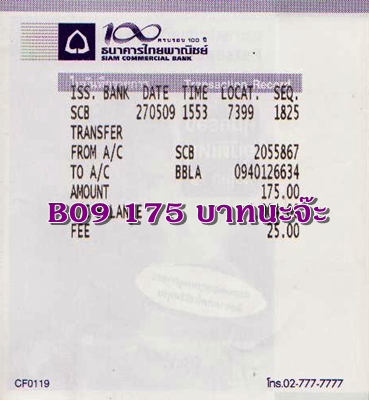 100
ครบรอบ 100 ปี
ธนาคารไทยพาณิชย์
SIAM COMMERCIAL BANK
Transaction Record
ISS. BANK DATE TIME LOCAT. SEQ.
SCB 270509 1553 7399 1825
TRANSFER
FROM A/C SCB 2055867
TO A/C BBLA 0940126634
AMOUNT 175.00
B09 175 บาทนะจ๊ะ
FEE 25.00
CF0119
โทร.02-777-7777